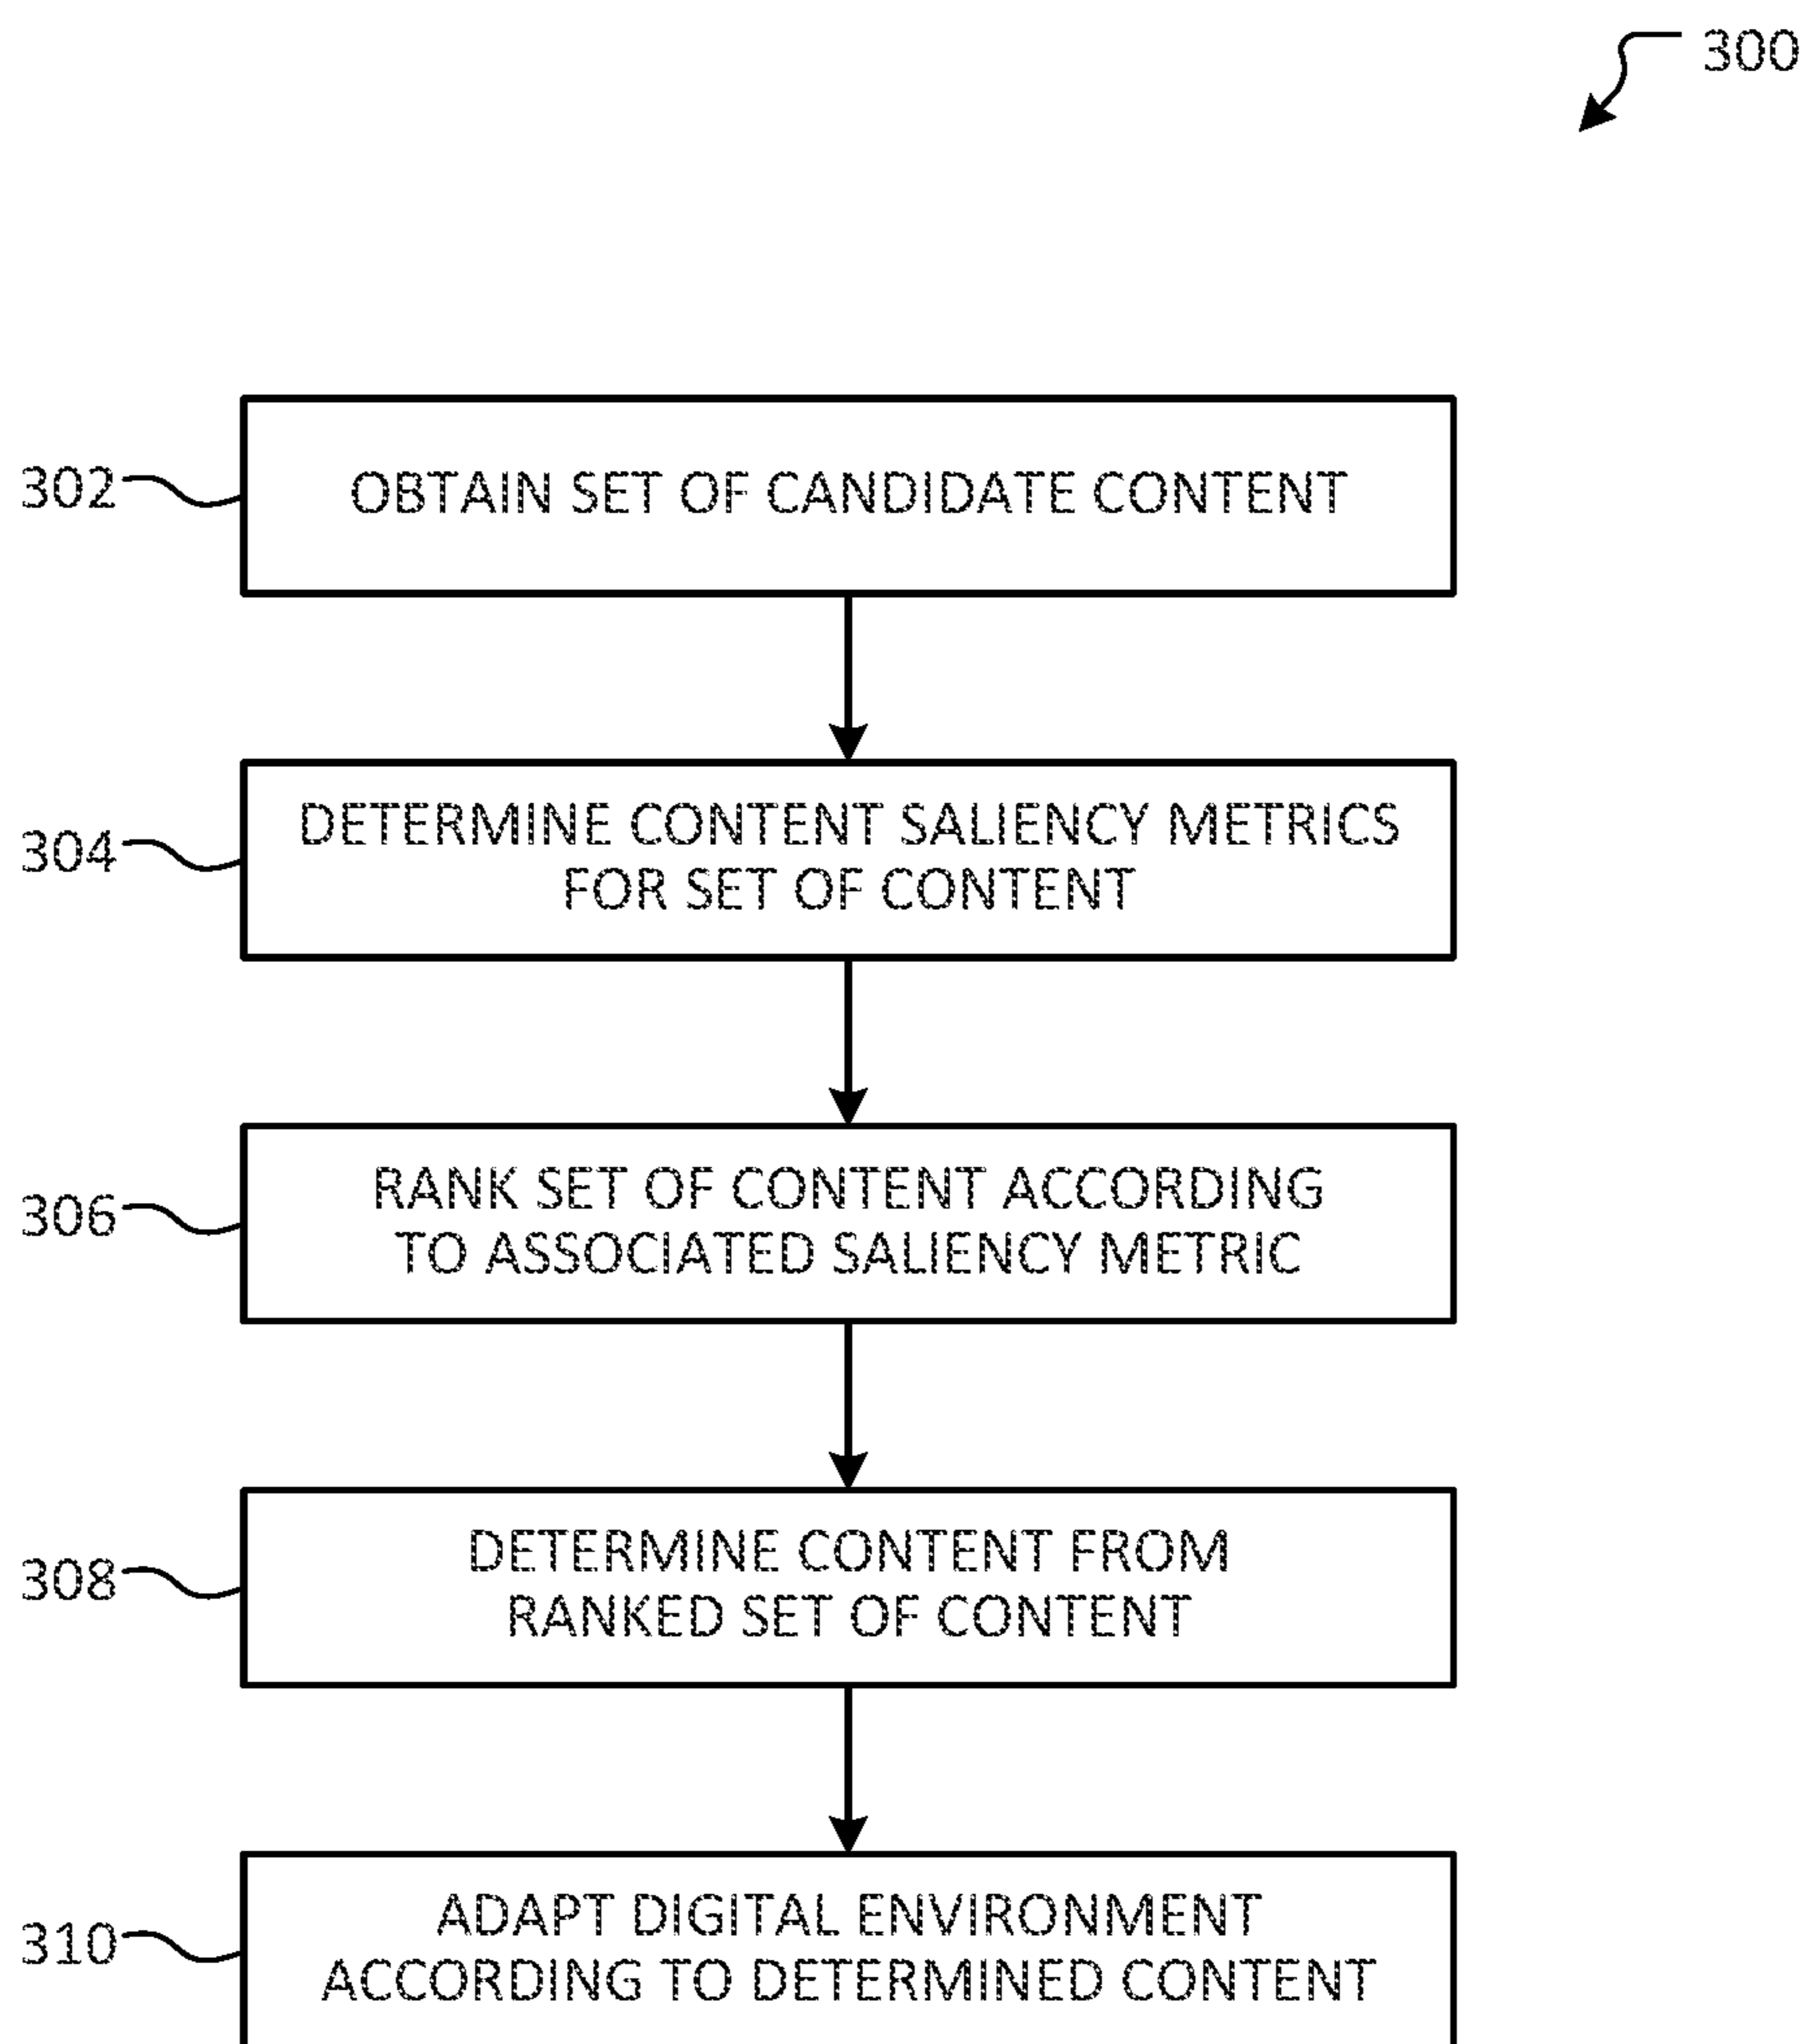 300
302
OBTAIN SET OF CANDIDATE CONTENT
304
DETERMINE CONTENT SALIENCY METRICS
FOR SET OF CONTENT
306
RANK SET OF CONTENT ACCORDING
TO ASSOCIATED SALIENCY METRIC
308
DETERMINE CONTENT FROM
RANKED SET OF CONTENT
310
ADAPT DIGITAL ENVIRONMENT
ACCORDING TO DETERMINED CONTENT